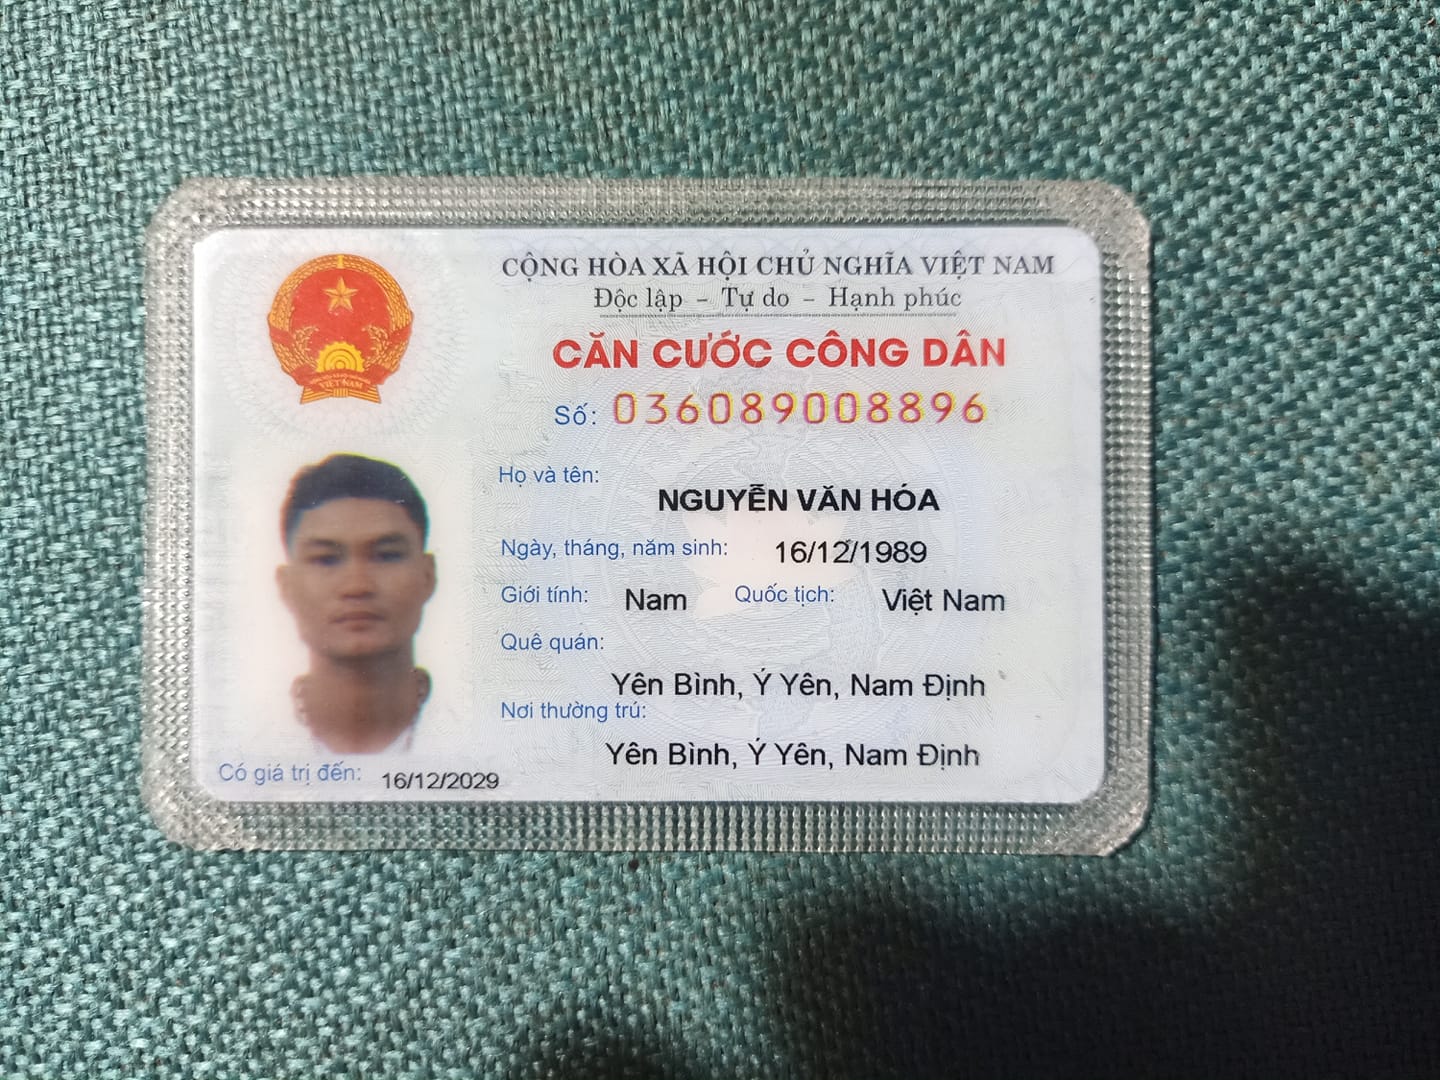 CỘNG HÒA XÃ HỘI CHỦ NGHĨA VIỆT NAM
Độc lập - Tự do - Hạnh phúc
CĂN CƯỚC CÔNG DÂN
Số: 036089008896
Họ và tên:
NGUYỄN VĂN HÓA
Ngày, tháng, năm sinh: 16/12/1989
Giới tính: Nam Quốc tịch: Việt Nam
Quê quán:
Yên Bình, Ý Yên, Nam Định
Nơi thường trú:
Yên Bình, Ý Yên, Nam Định
Có giá trị đến: 16/12/2029
VIỆT NAM